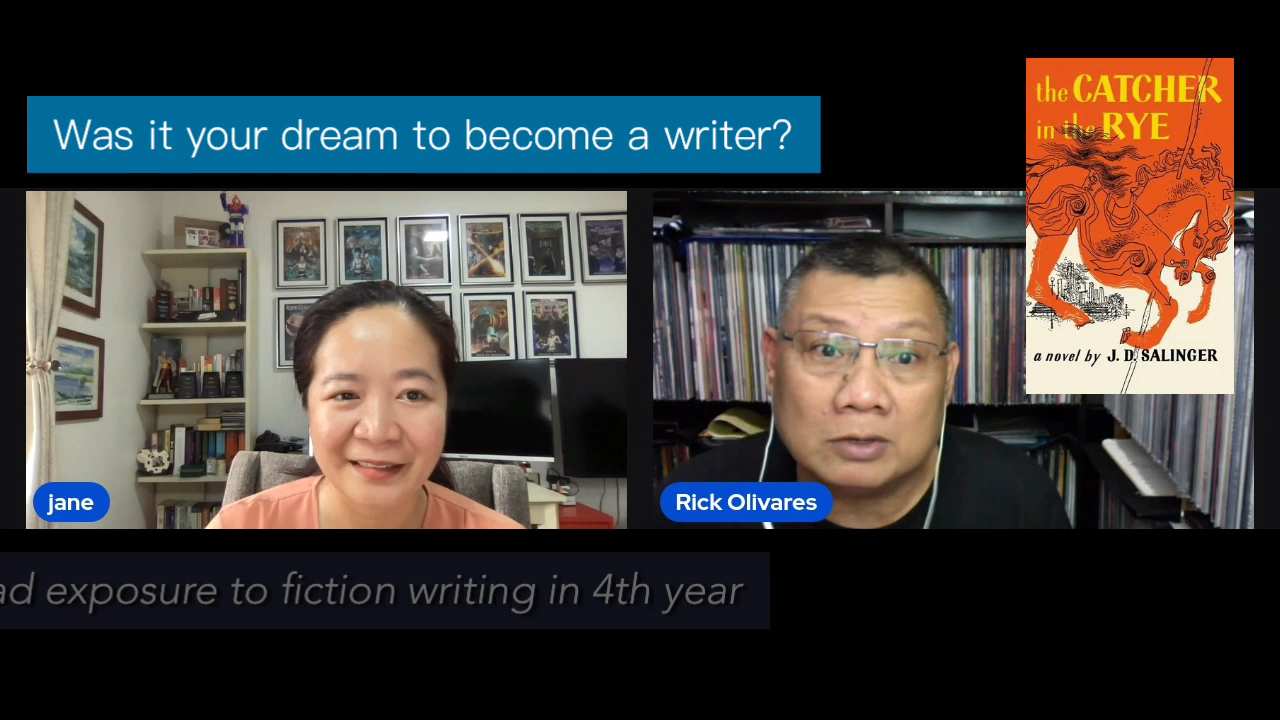 Was it your dream to become a writer?
the CATCHER
in the RYE
a novel by J. D. SALINGER
jane
Rick Olivares
exposure to fiction writing in 4th year